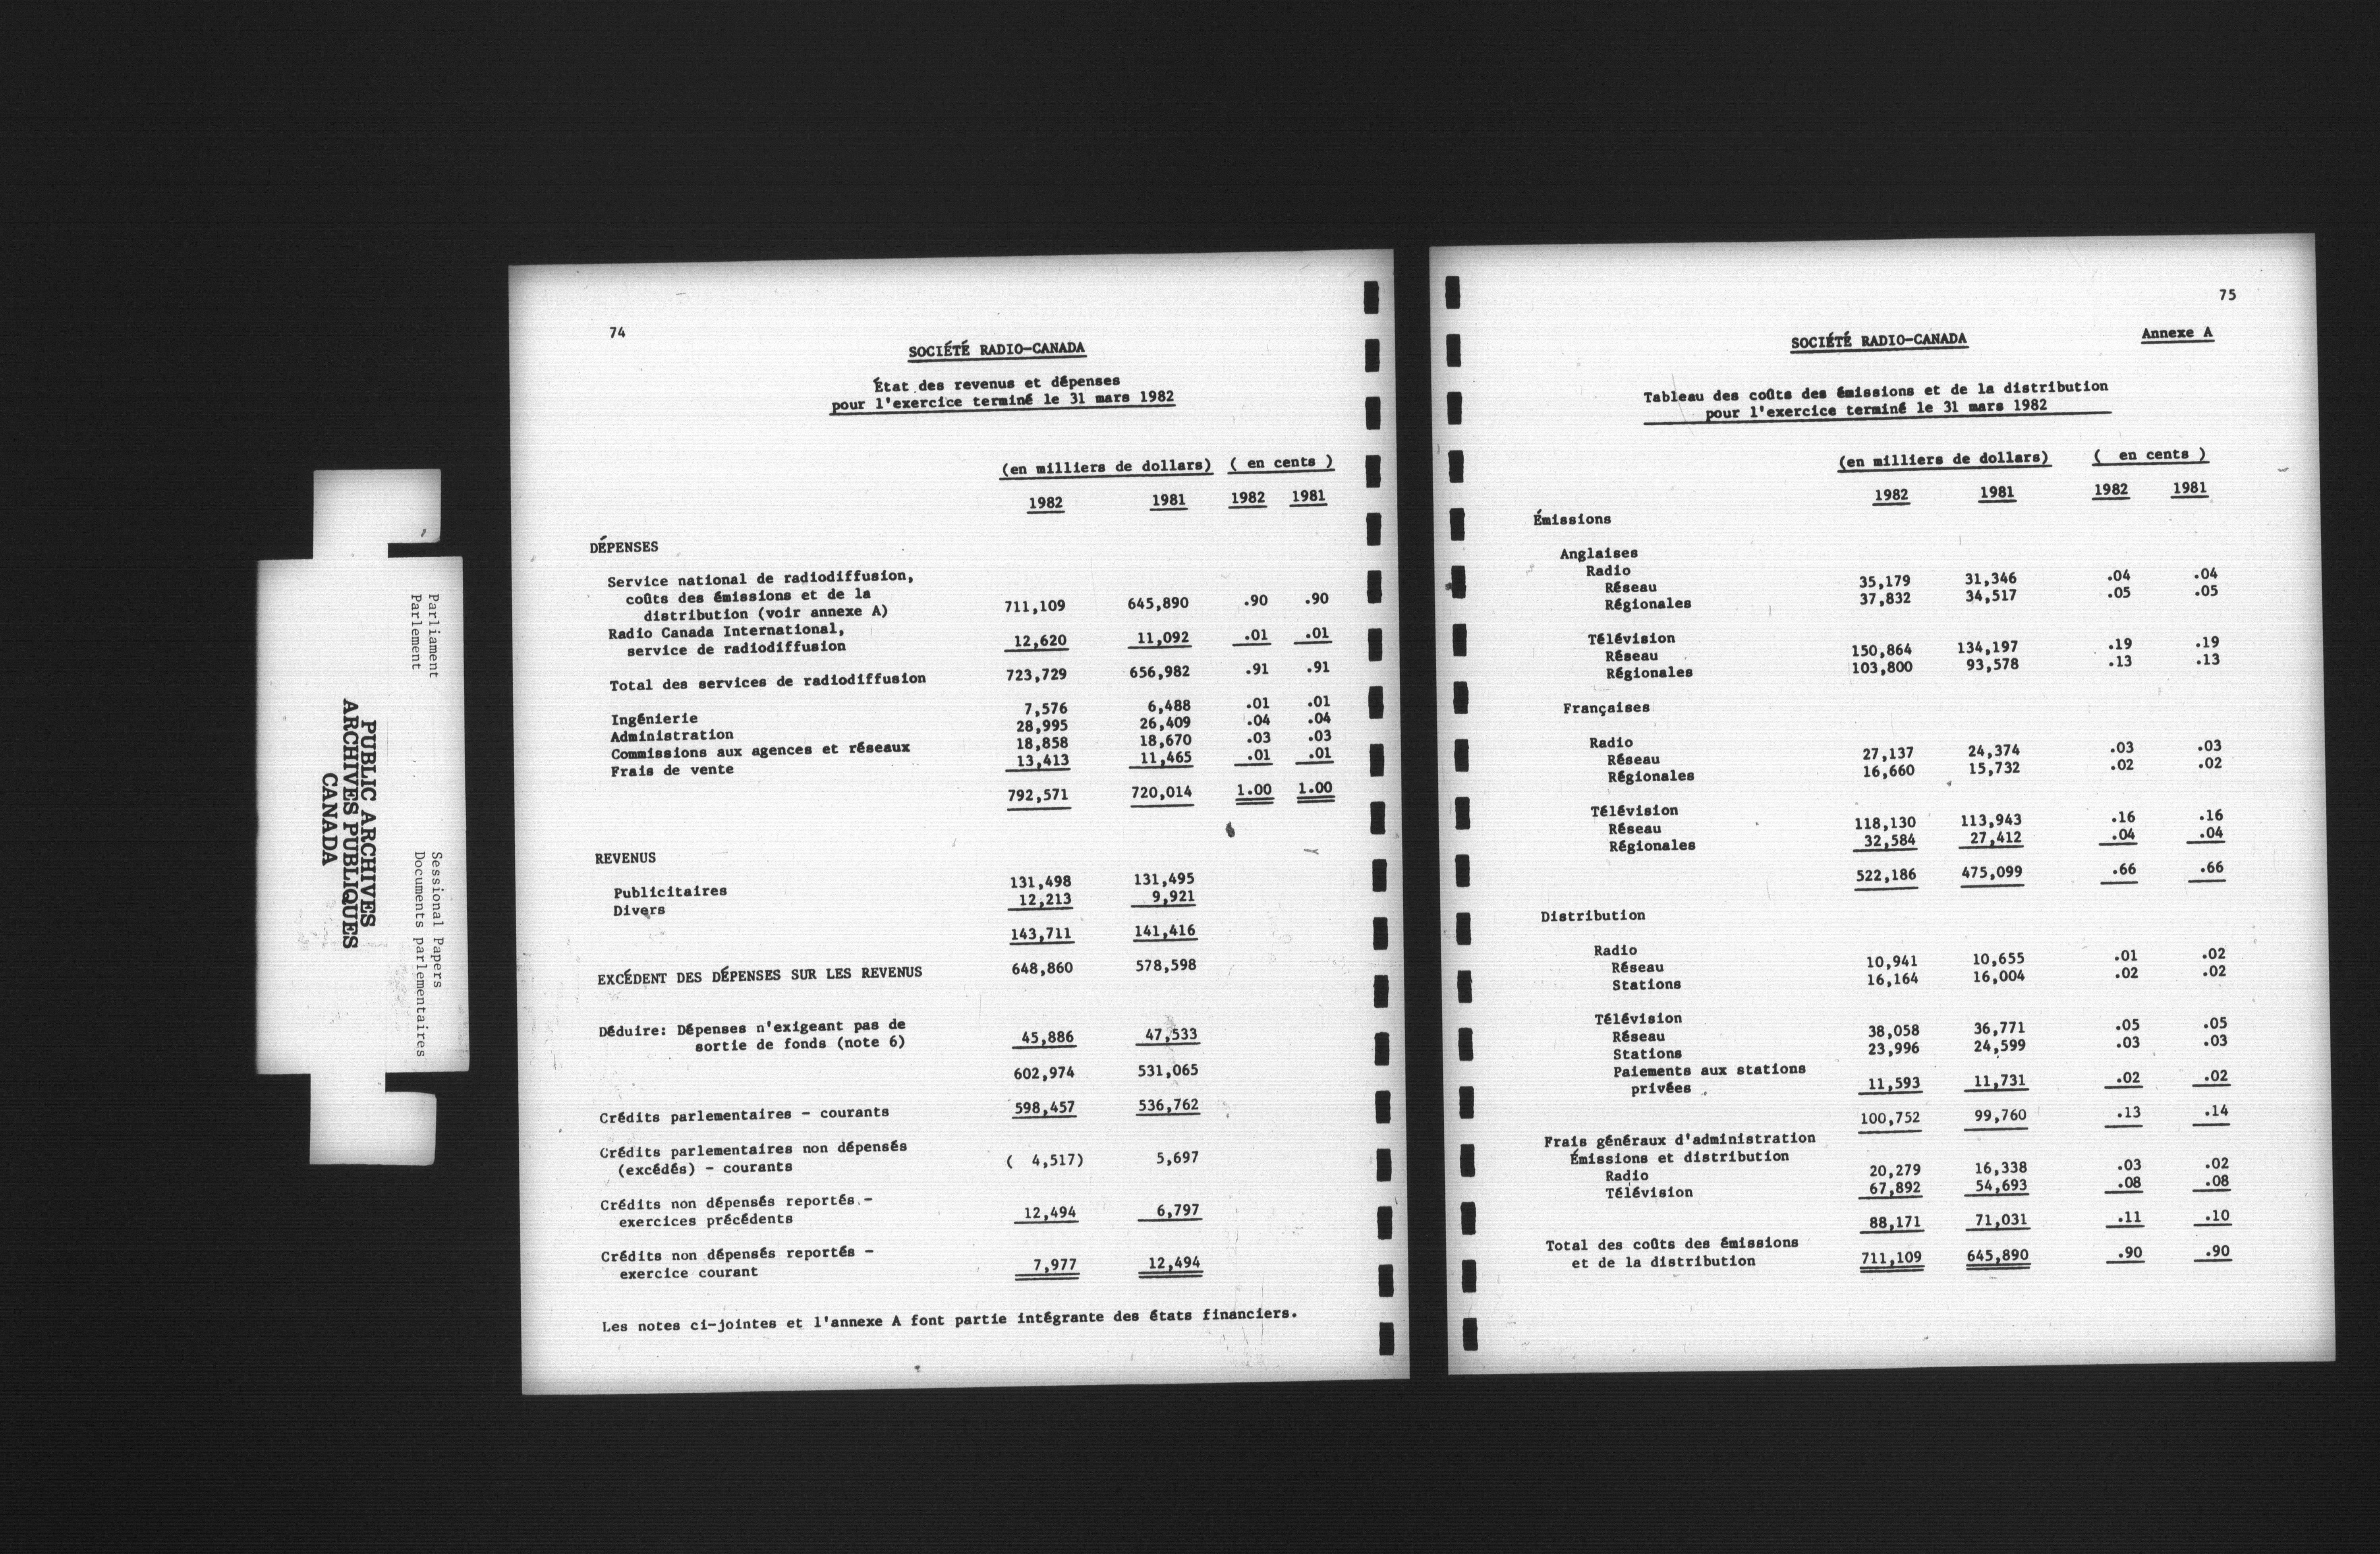 Parliament
Parlement
Sessional Papers
Documents parlementaires
PUBLIC ARCHIVES
ARCHIVES PUBLIQUES
CANADA
74
SOCIÉTÉ RADIO-CANADA
État des revenus et dépenses
pour l'exercice terminé le 31 mars 1982
(en milliers de dollars) ( en cents )
1982 1981 1982 1981
DÉPENSES
Service national de radiodiffusion,
coûts des émissions et de la
distribution (voir annexe A) 711,109 645,890 .90 .90
Radio Canada International,
service de radiodiffusion 12,620 11,092 .01 .01
Total des services de radiodiffusion 723,729 656,982 .91 .91
Ingénierie 7,576 6,488 .01 .01
Administration 28,995 26,409 .04 .04
Commissions aux agences et réseaux 18,858 18,670 .03 .03
Frais de vente 13,413 11,465 .01 .01
792,571 720,014 1.00 1.00
REVENUS
Publicitaires 131,498 131,495
Divers 12,213 9,921
143,711 141,416
EXCÉDENT DES DÉPENSES SUR LES REVENUS 648,860 578,598
Déduire: Dépenses n'exigeant pas de
sortie de fonds (note 6) 45,886 47,533
602,974 531,065
Crédits parlementaires - courants 598,457 536,762
Crédits parlementaires non dépensés
(excédés) - courants ( 4,517) 5,697
Crédits non dépensés reportés -
exercices précédents 12,494 6,797
Crédits non dépensés reportés -
exercice courant 7,977 12,494
Les notes ci-jointes et l'annexe A font partie intégrante des états financiers.
75
SOCIÉTÉ RADIO-CANADA Annexe A
Tableau des coûts des émissions et de la distribution
pour l'exercice terminé le 31 mars 1982
(en milliers de dollars) ( en cents )
1982 1981 1982 1981
Émissions
Anglaises
Radio
Réseau 35,179 31,346 .04 .04
Régionales 37,832 34,517 .05 .05
Télévision
Réseau 150,864 134,197 .19 .19
Régionales 103,800 93,578 .13 .13
Françaises
Radio
Réseau 27,137 24,374 .03 .03
Régionales 16,660 15,732 .02 .02
Télévision
Réseau 118,130 113,943 .16 .16
Régionales 32,584 27,412 .04 .04
522,186 475,099 .66 .66
Distribution
Radio
Réseau 10,941 10,655 .01 .02
Stations 16,164 16,004 .02 .02
Télévision
Réseau 38,058 36,771 .05 .05
Stations 23,996 24,599 .03 .03
Paiements aux stations
privées 11,593 11,731 .02 .02
100,752 99,760 .13 .14
Frais généraux d'administration
Émissions et distribution
Radio 20,279 16,338 .03 .02
Télévision 67,892 54,693 .08 .08
88,171 71,031 .11 .10
Total des coûts des émissions
et de la distribution 711,109 645,890 .90 .90